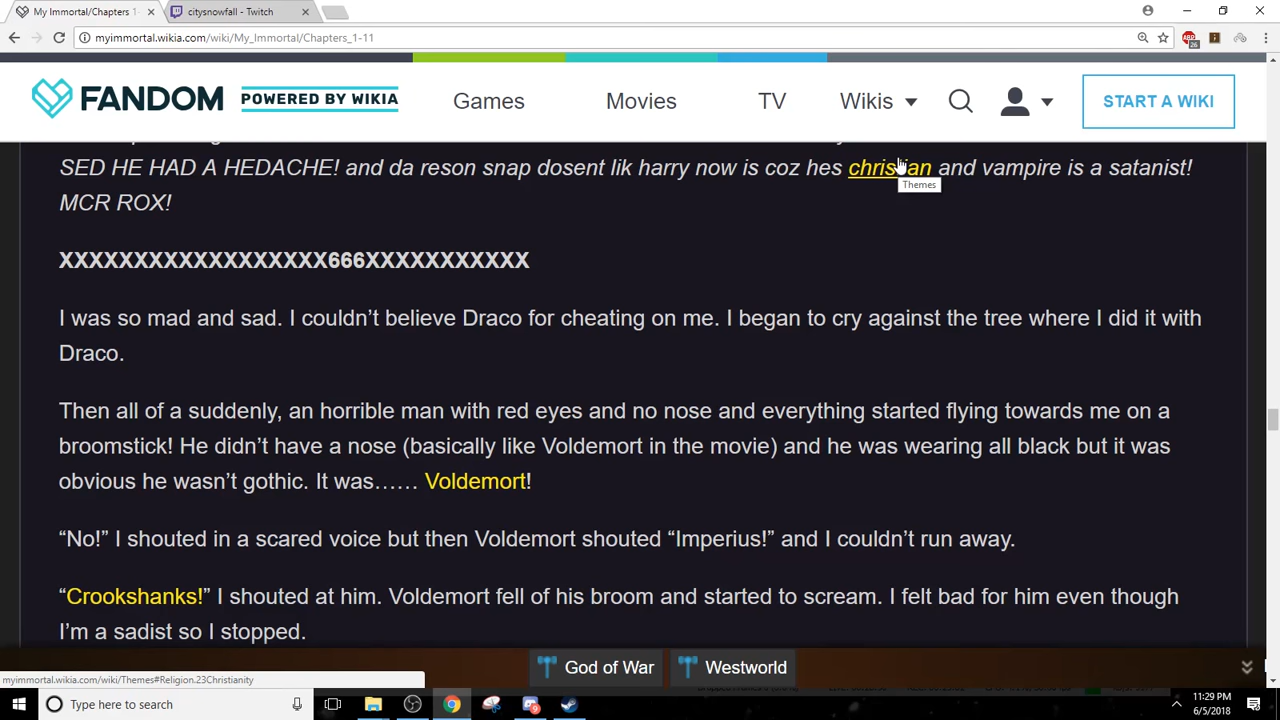 My Immortal/Chapters 1-
citysnowfall - Twitch
myimmortal.wikia.com/wiki/My_Immortal/Chapters_1-11
26
FANDOM POWERED BY WIKIA Games Movies TV Wikis START A WIKI
SED HE HAD A HEDACHE! and da reson snap dosent lik harry now is coz hes christian and vampire is a satanist!
Themes
MCR ROX!
XXXXXXXXXXXXXXXXXX666XXXXXXXXXXX
I was so mad and sad. I couldn’t believe Draco for cheating on me. I began to cry against the tree where I did it with
Draco.
Then all of a suddenly, an horrible man with red eyes and no nose and everything started flying towards me on a
broomstick! He didn’t have a nose (basically like Voldemort in the movie) and he was wearing all black but it was
obvious he wasn’t gothic. It was…… Voldemort!
“No!” I shouted in a scared voice but then Voldemort shouted “Imperius!” and I couldn’t run away.
“Crookshanks!” I shouted at him. Voldemort fell of his broom and started to scream. I felt bad for him even though
I’m a sadist so I stopped.
God of War Westworld
myimmortal.wikia.com/wiki/Themes#Religion.23Christianity
Type here to search
11:29 PM
6/5/2018